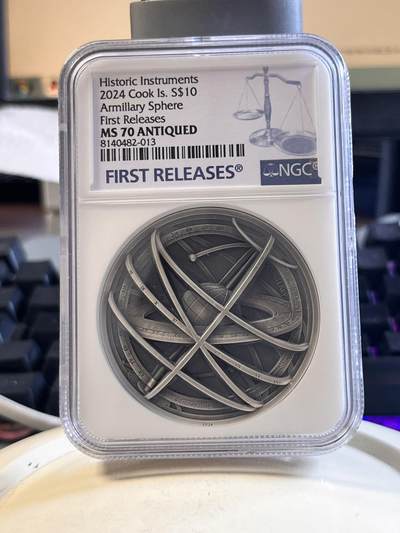 Historic Instruments
2024 Cook Is. S$10
Armillary Sphere
First Releases
MS 70 ANTIQUED
8140482-013
FIRST RELEASES®
NGC®